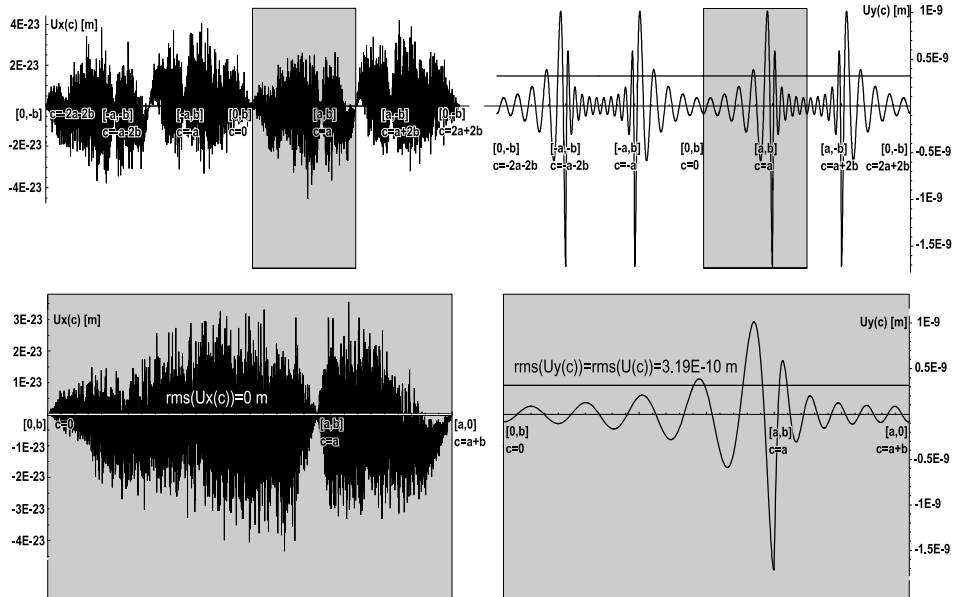 4E-23
Ux(c) [m]
2E-23
[0,-b]
c=-2a-2b
[-a,-b]
c=-a-2b
[-a,b]
c=-a
[0,b]
c=0
[a,b]
c=a
[a,-b]
c=a+2b
[0,-b]
c=2a+2b
-2E-23
-4E-23
Uy(c) [m]
1E-9
0.5E-9
[0,-b]
c=-2a-2b
[-a,-b]
c=-a-2b
[-a,b]
c=-a
[0,b]
c=0
[a,b]
c=a
[a,-b]
c=a+2b
[0,-b]
c=2a+2b
-0.5E-9
-1E-9
-1.5E-9
3E-23
Ux(c) [m]
2E-23
1E-23
rms(Ux(c))=0 m
[0,b]
c=0
[a,b]
c=a
[a,0]
c=a+b
-1E-23
-2E-23
-3E-23
-4E-23
Uy(c) [m]
1E-9
rms(Uy(c))=rms(U(c))=3.19E-10 m
0.5E-9
[0,b]
c=0
[a,b]
c=a
[a,0]
c=a+b
-0.5E-9
-1E-9
-1.5E-9